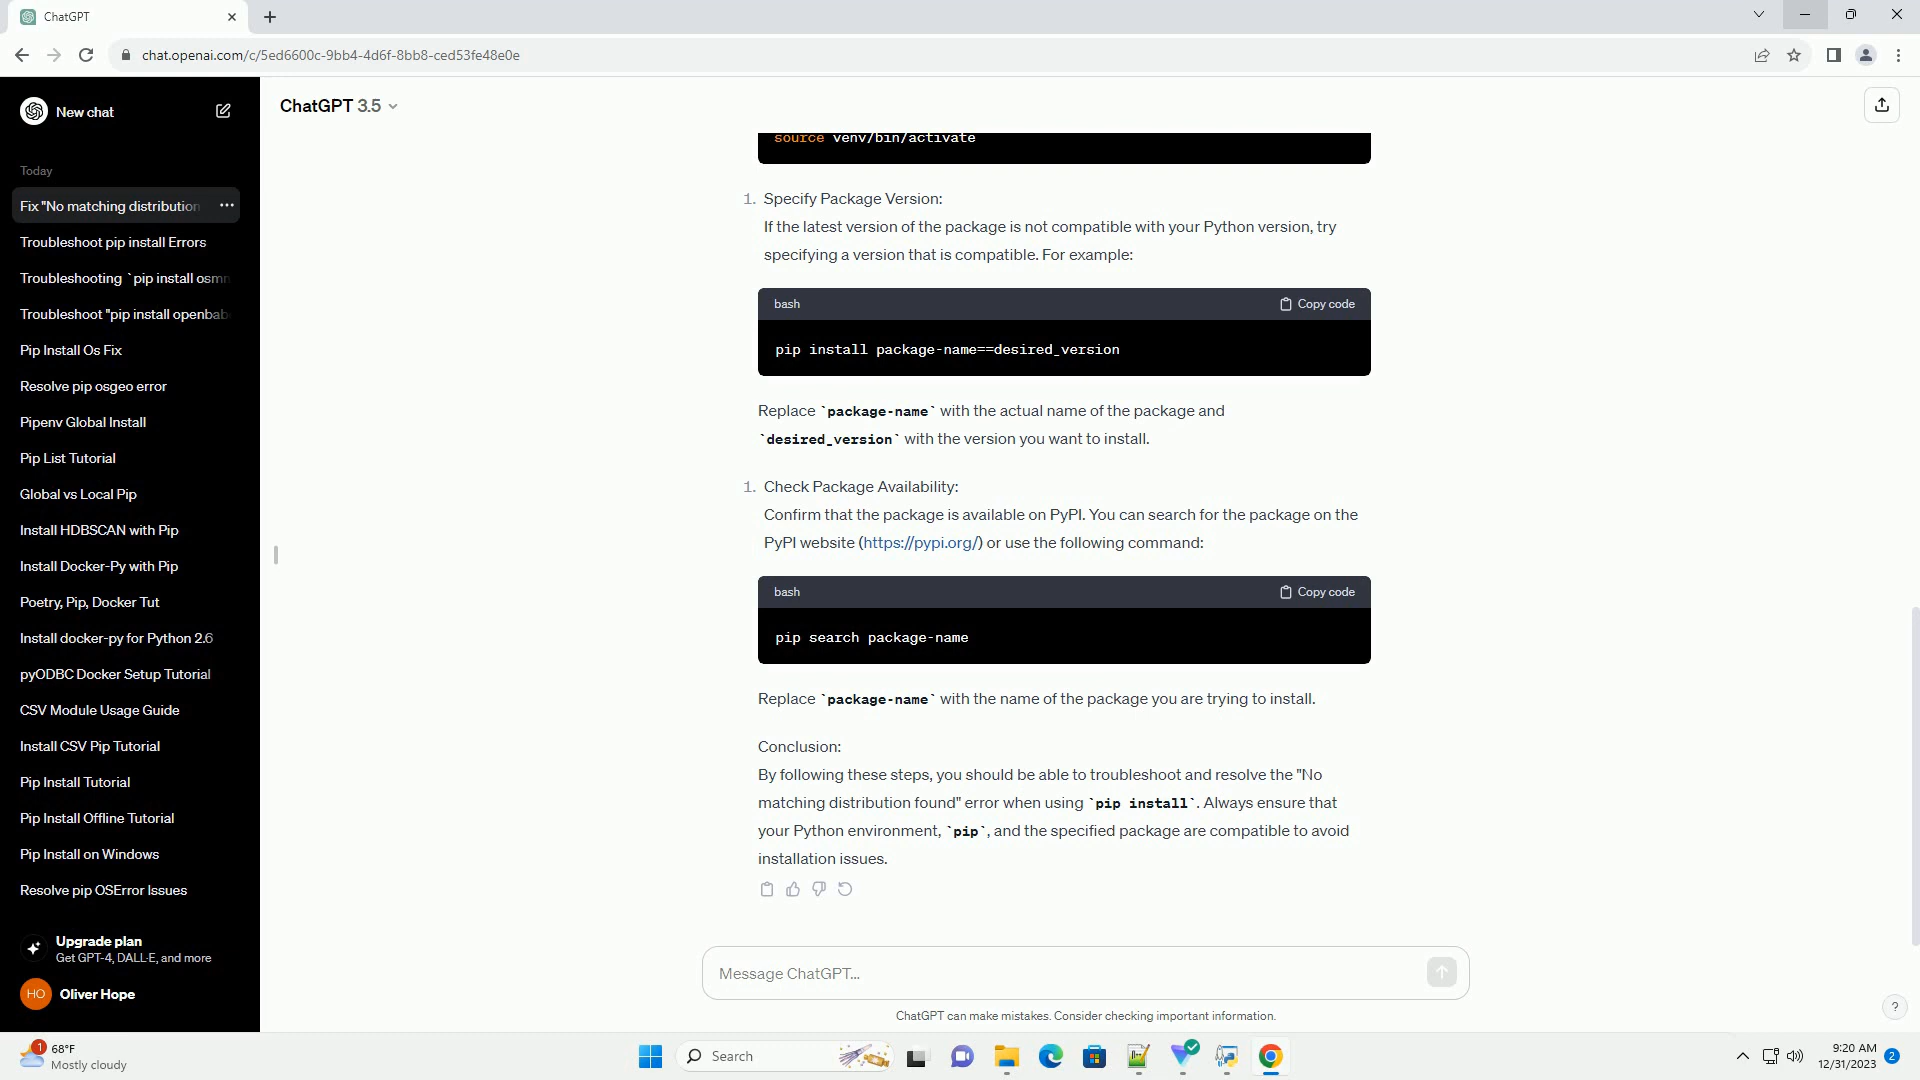 ChatGPT
chat.openai.com/c/5ed6600c-9bb4-4d6f-8bb8-ced53fe48e0e
New chat
Today
Fix "No matching distribution
Troubleshoot pip install Errors
Troubleshooting `pip install osm
Troubleshoot "pip install openbab
Pip Install Os Fix
Resolve pip osgeo error
Pipenv Global Install
Pip List Tutorial
Global vs Local Pip
Install HDBSCAN with Pip
Install Docker-Py with Pip
Poetry, Pip, Docker Tut
Install docker-py for Python 2.6
pyODBC Docker Setup Tutorial
CSV Module Usage Guide
Install CSV Pip Tutorial
Pip Install Tutorial
Pip Install Offline Tutorial
Pip Install on Windows
Resolve pip OSError Issues
Upgrade plan
Get GPT-4, DALL·E, and more
HO Oliver Hope
ChatGPT 3.5
source venv/bin/activate
1. Specify Package Version:
If the latest version of the package is not compatible with your Python version, try
specifying a version that is compatible. For example:
bash Copy code
pip install package-name==desired_version
Replace `package-name` with the actual name of the package and
`desired_version` with the version you want to install.
1. Check Package Availability:
Confirm that the package is available on PyPI. You can search for the package on the
PyPI website (https://pypi.org/) or use the following command:
bash Copy code
pip search package-name
Replace `package-name` with the name of the package you are trying to install.
Conclusion:
By following these steps, you should be able to troubleshoot and resolve the "No
matching distribution found" error when using `pip install`. Always ensure that
your Python environment, `pip`, and the specified package are compatible to avoid
installation issues.
Message ChatGPT...
ChatGPT can make mistakes. Consider checking important information.
?
1
68°F
Mostly cloudy
Search
9:20 AM
12/31/2023
2